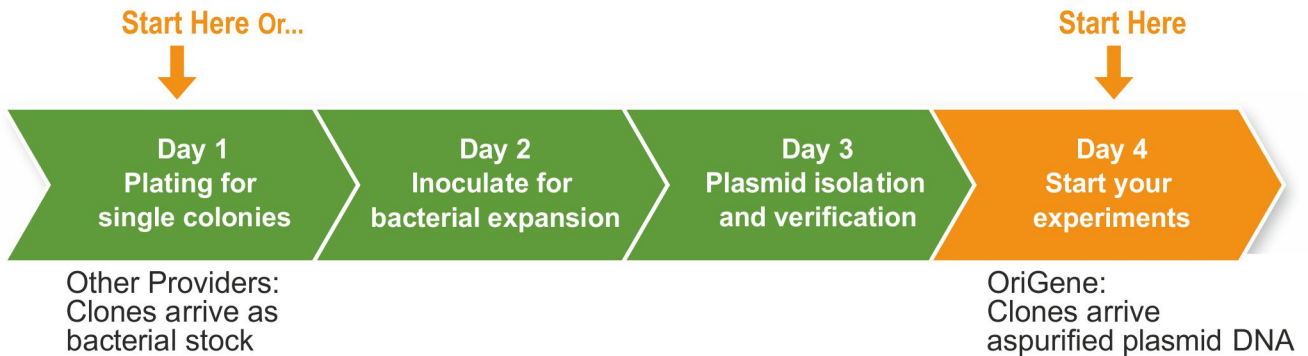 Start Here Or...
Start Here
Day 1
Plating for
single colonies
Day 2
Inoculate for
bacterial expansion
Day 3
Plasmid isolation
and verification
Day 4
Start your
experiments
Other Providers:
Clones arrive as
bacterial stock
OriGene:
Clones arrive
aspurified plasmid DNA